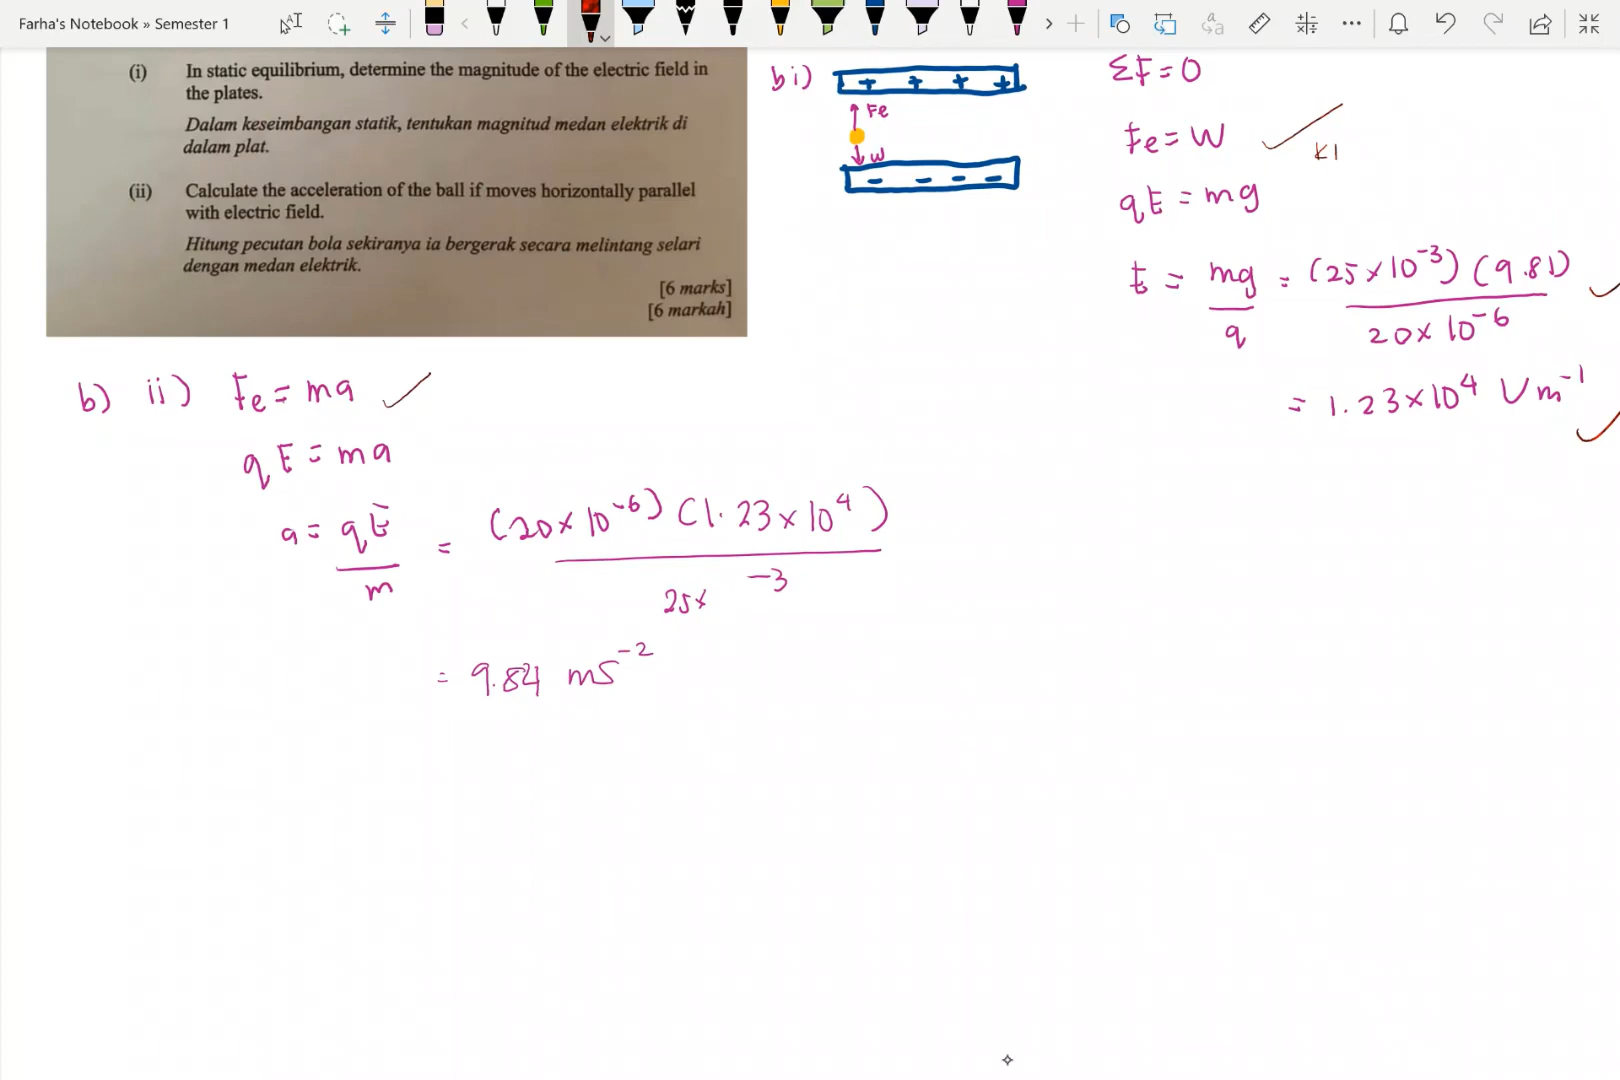 Farha's Notebook » Semester 1
(i) In static equilibrium, determine the magnitude of the electric field in
the plates.
Dalam keseimbangan statik, tentukan magnitud medan elektrik di
dalam plat.
(ii) Calculate the acceleration of the ball if moves horizontally parallel
with electric field.
Hitung pecutan bola sekiranya ia bergerak secara melintang selari
dengan medan elektrik.
[6 marks]
[6 markah]
bi)
+ + + +
Fe
W
- - - -
ΣF = 0
Fe = W
K1
qE = mg
E = mg/q = (25 × 10⁻³)(9.81)/20 × 10⁻⁶
= 1.23 × 10⁴ Vm⁻¹
b) ii) Fe = ma
qE = ma
a = qE/m = (20 × 10⁻⁶)(1.23 × 10⁴)/25× ⁻³
= 9.84 ms⁻²